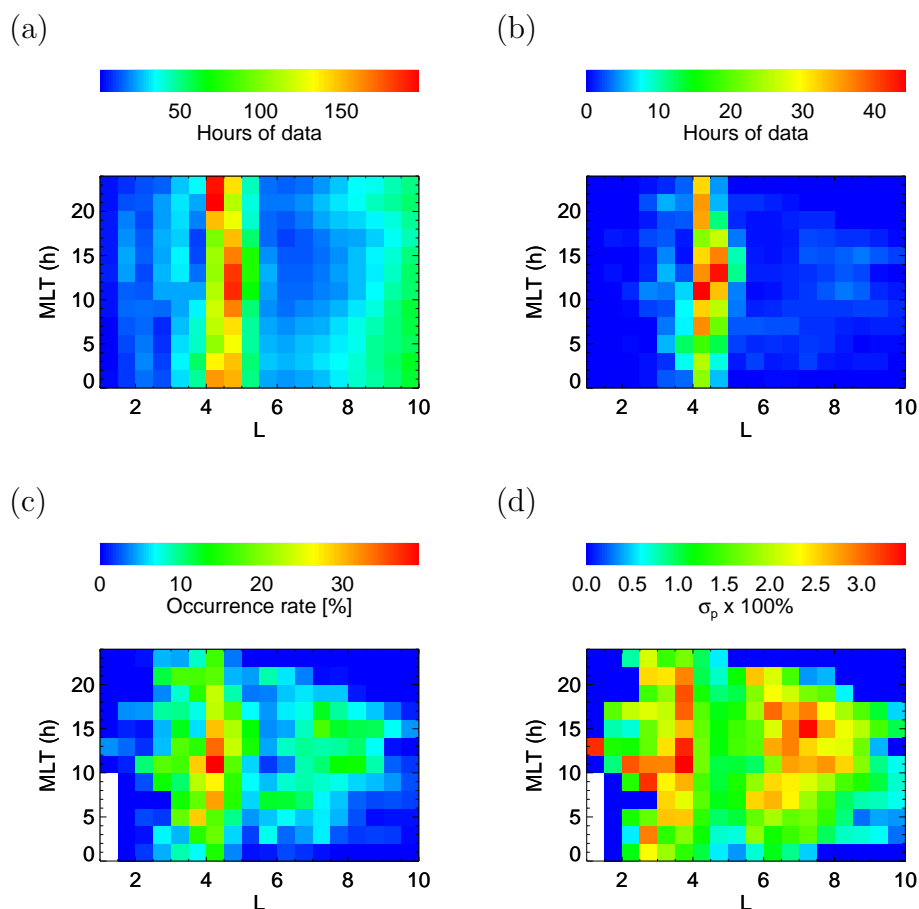 (a)
(b)
50 100 150
Hours of data
0 10 20 30 40
Hours of data
20
15
10
5
0
MLT (h)
2 4 6 8 10
L
20
15
10
5
0
MLT (h)
2 4 6 8 10
L
(c)
(d)
0 10 20 30
Occurrence rate [%]
0.0 0.5 1.0 1.5 2.0 2.5 3.0
σp x 100%
20
15
10
5
0
MLT (h)
2 4 6 8 10
L
20
15
10
5
0
MLT (h)
2 4 6 8 10
L